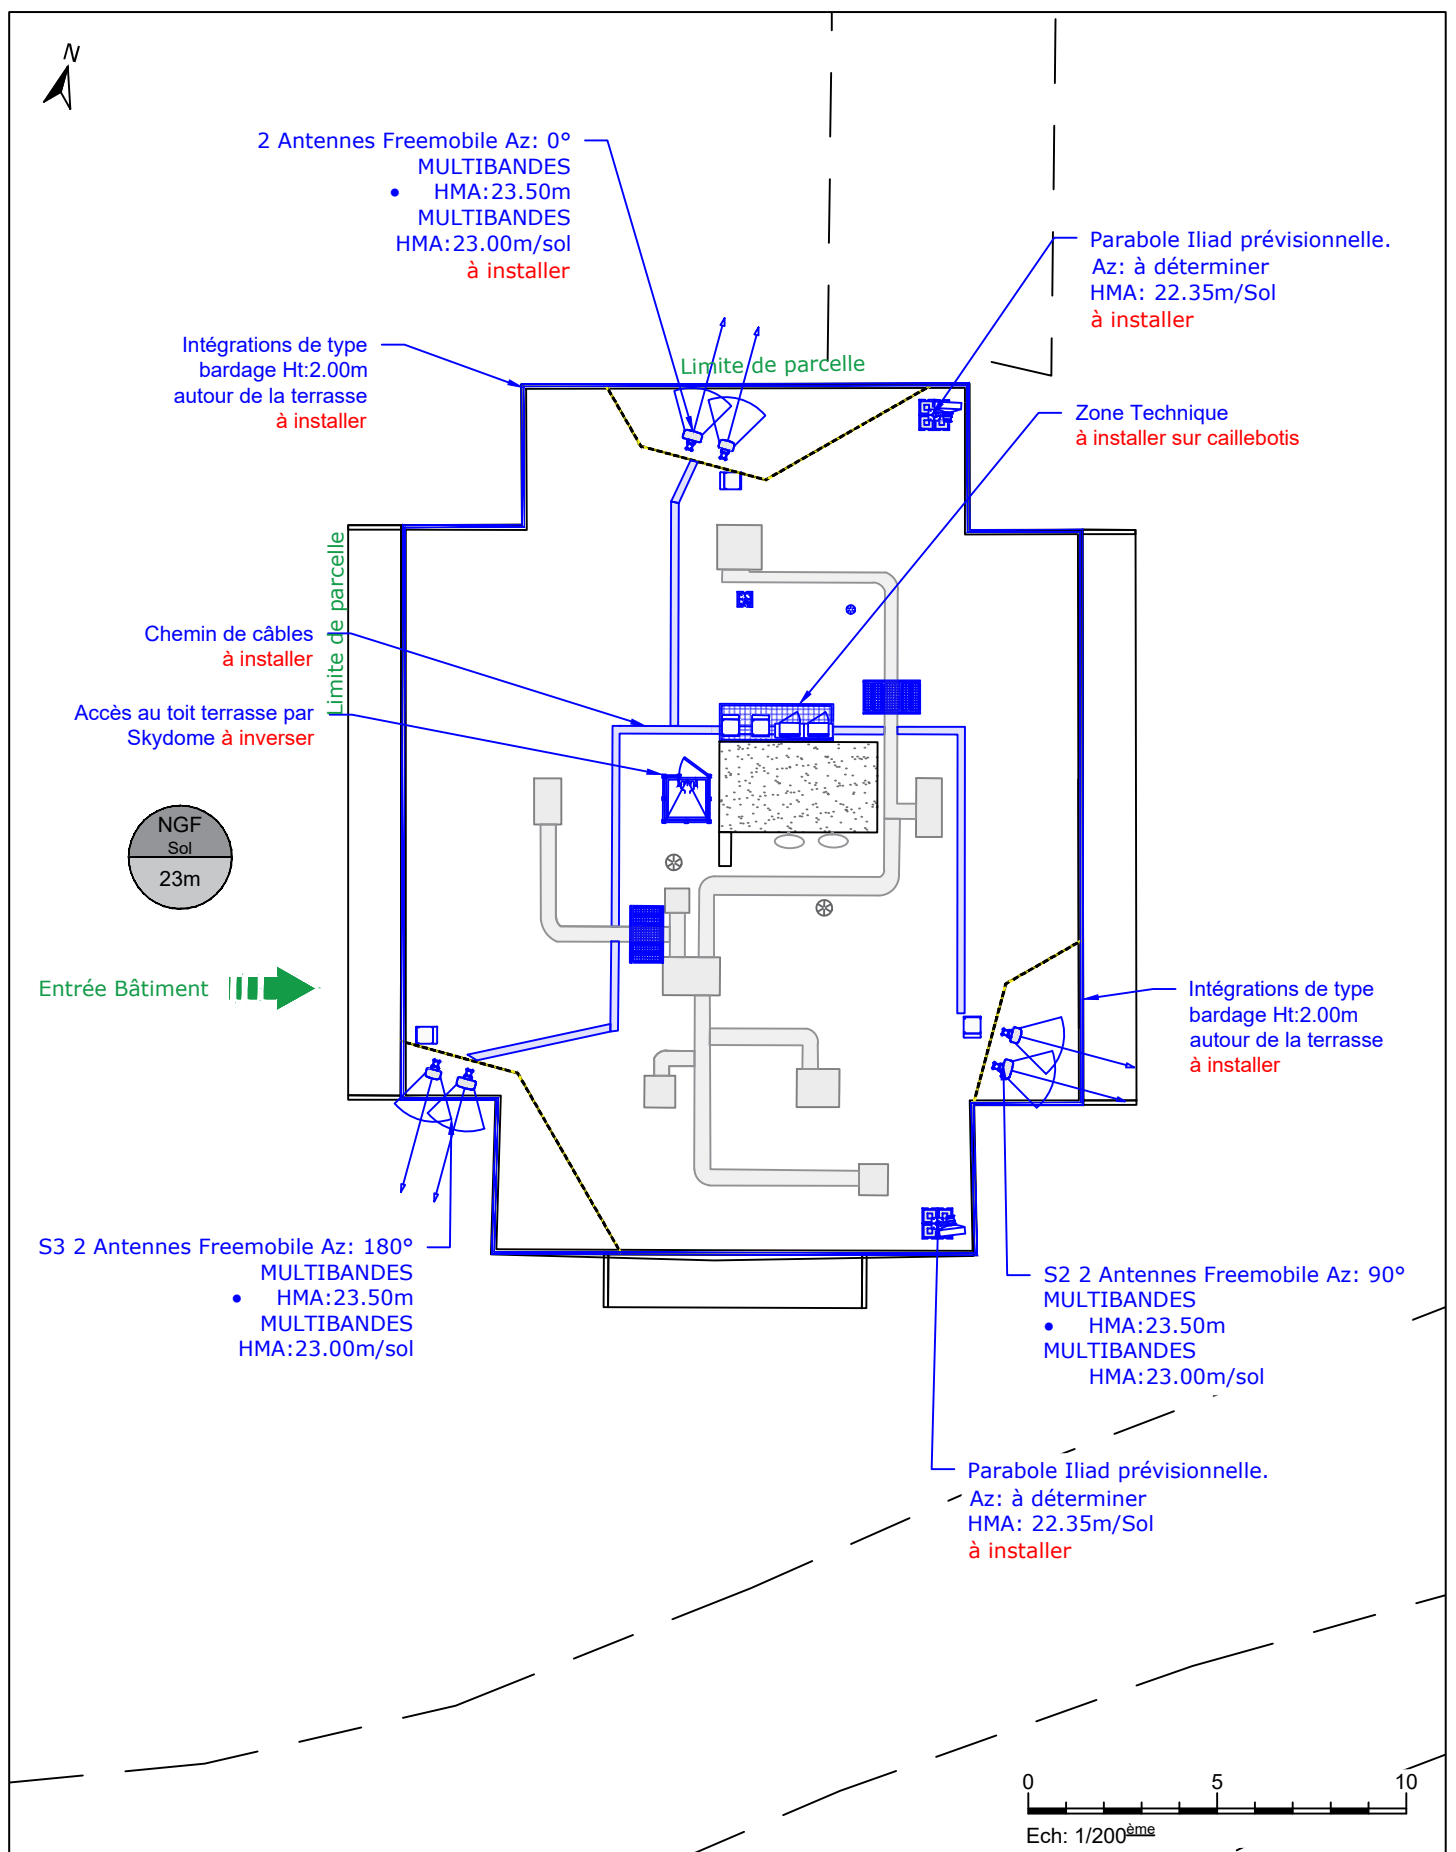 N
2 Antennes Freemobile Az: 0°
MULTIBANDES
• HMA:23.50m
MULTIBANDES
HMA:23.00m/sol
à installer
Parabole Iliad prévisionnelle.
Az: à déterminer
HMA: 22.35m/Sol
à installer
Intégrations de type
bardage Ht:2.00m
autour de la terrasse
à installer
Limite de parcelle
Zone Technique
à installer sur caillebotis
Limite de parcelle
Chemin de câbles
à installer
Accès au toit terrasse par
Skydome à inverser
NGF
Sol
23m
Entrée Bâtiment
Intégrations de type
bardage Ht:2.00m
autour de la terrasse
à installer
S3 2 Antennes Freemobile Az: 180°
MULTIBANDES
• HMA:23.50m
MULTIBANDES
HMA:23.00m/sol
S2 2 Antennes Freemobile Az: 90°
MULTIBANDES
• HMA:23.50m
MULTIBANDES
HMA:23.00m/sol
Parabole Iliad prévisionnelle.
Az: à déterminer
HMA: 22.35m/Sol
à installer
0 5 10
Ech: 1/200ème